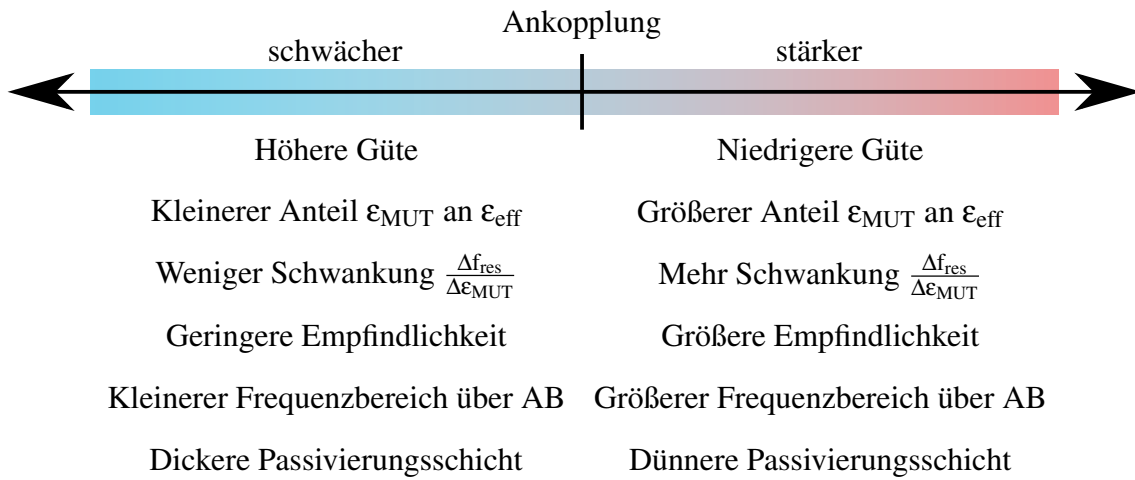 Ankopplung
schwächer stärker
Höhere Güte Niedrigere Güte
Kleinerer Anteil ε_MUT an ε_eff Größerer Anteil ε_MUT an ε_eff
Weniger Schwankung Δf_res/Δε_MUT Mehr Schwankung Δf_res/Δε_MUT
Geringere Empfindlichkeit Größere Empfindlichkeit
Kleinerer Frequenzbereich über AB Größerer Frequenzbereich über AB
Dickere Passivierungsschicht Dünnere Passivierungsschicht